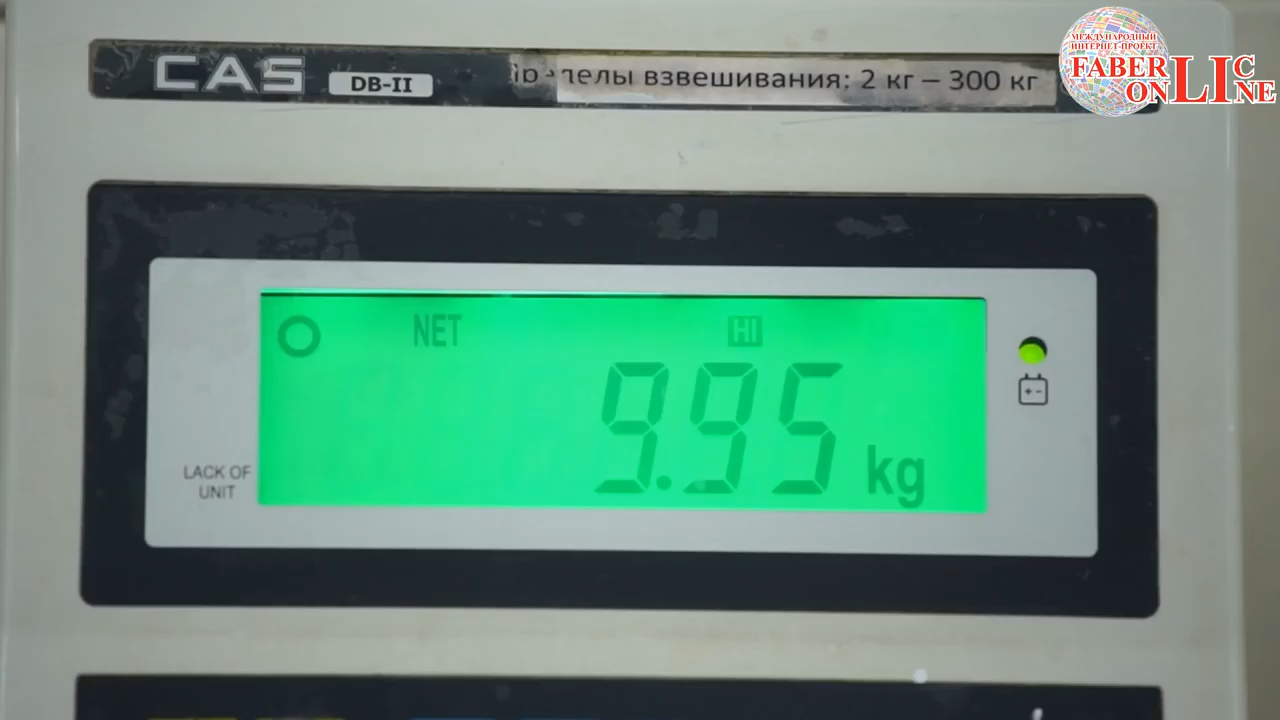 CAS
DB-II
взвешивания: 2 кг – 300 кг
МЕЖДУНАРОДНЫЙ
ИНТЕРНЕТ-ПРОЕКТ
FABERLIC
ONLINE
NET
HI
9.95 kg
LACK OF
UNIT